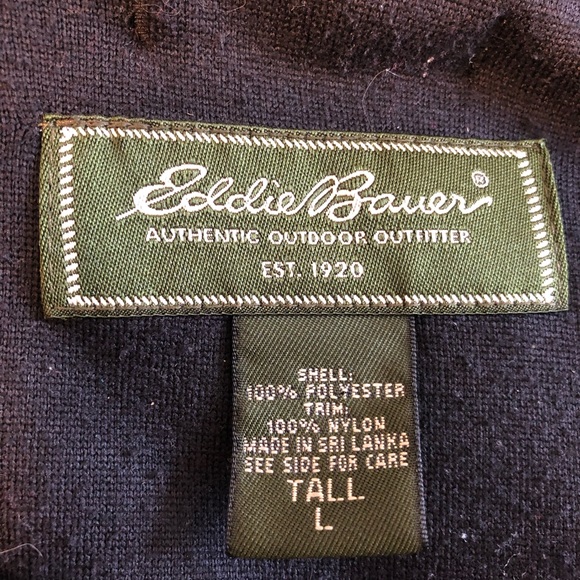 Eddie Bauer®
AUTHENTIC OUTDOOR OUTFITTER
EST. 1920
SHELL:
100% POLYESTER
TRIM:
100% NYLON
MADE IN SRI LANKA
SEE SIDE FOR CARE
TALL
L